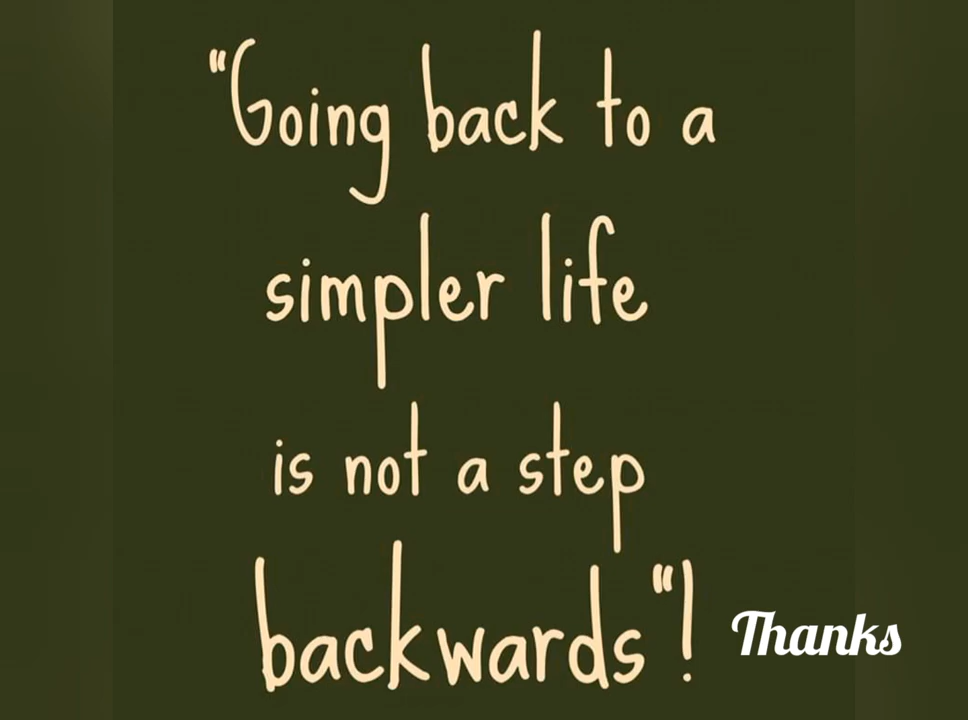 "Going back to a
simpler life
is not a step
backwards"!
Thanks